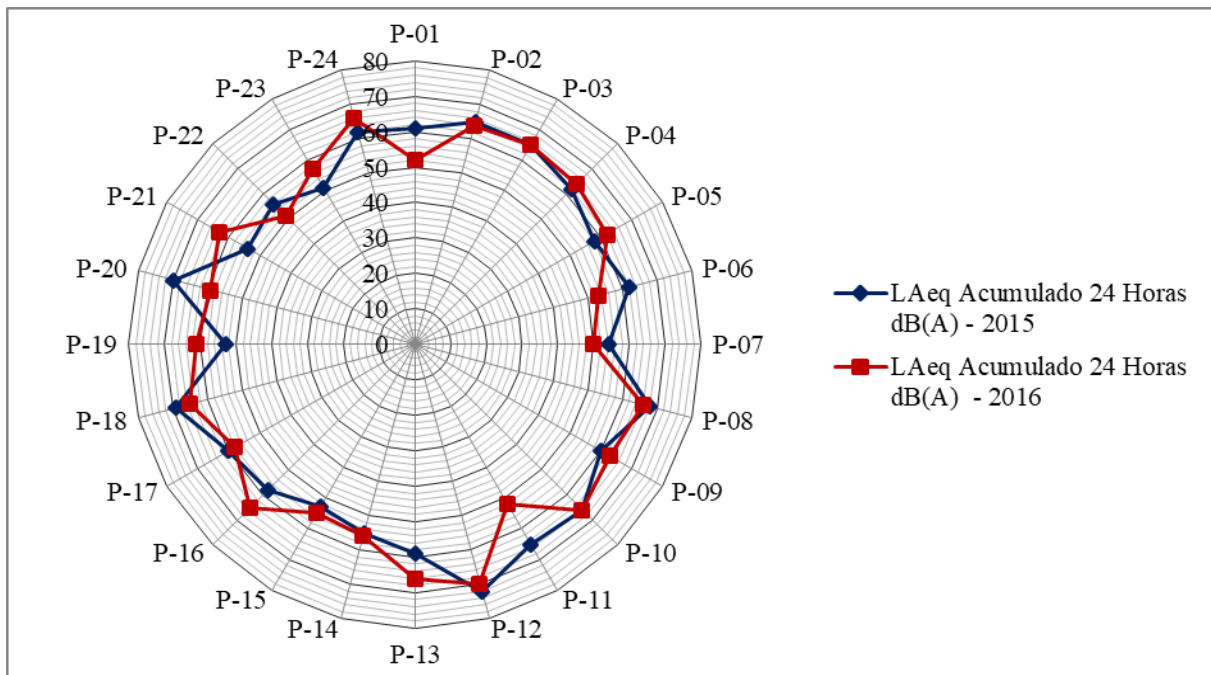 P-01
P-02
P-03
P-04
P-05
P-06
P-07
P-08
P-09
P-10
P-11
P-12
P-13
P-14
P-15
P-16
P-17
P-18
P-19
P-20
P-21
P-22
P-23
P-24
80
70
60
50
40
30
20
10
0
LAeq Acumulado 24 Horas
dB(A) - 2015
LAeq Acumulado 24 Horas
dB(A) - 2016